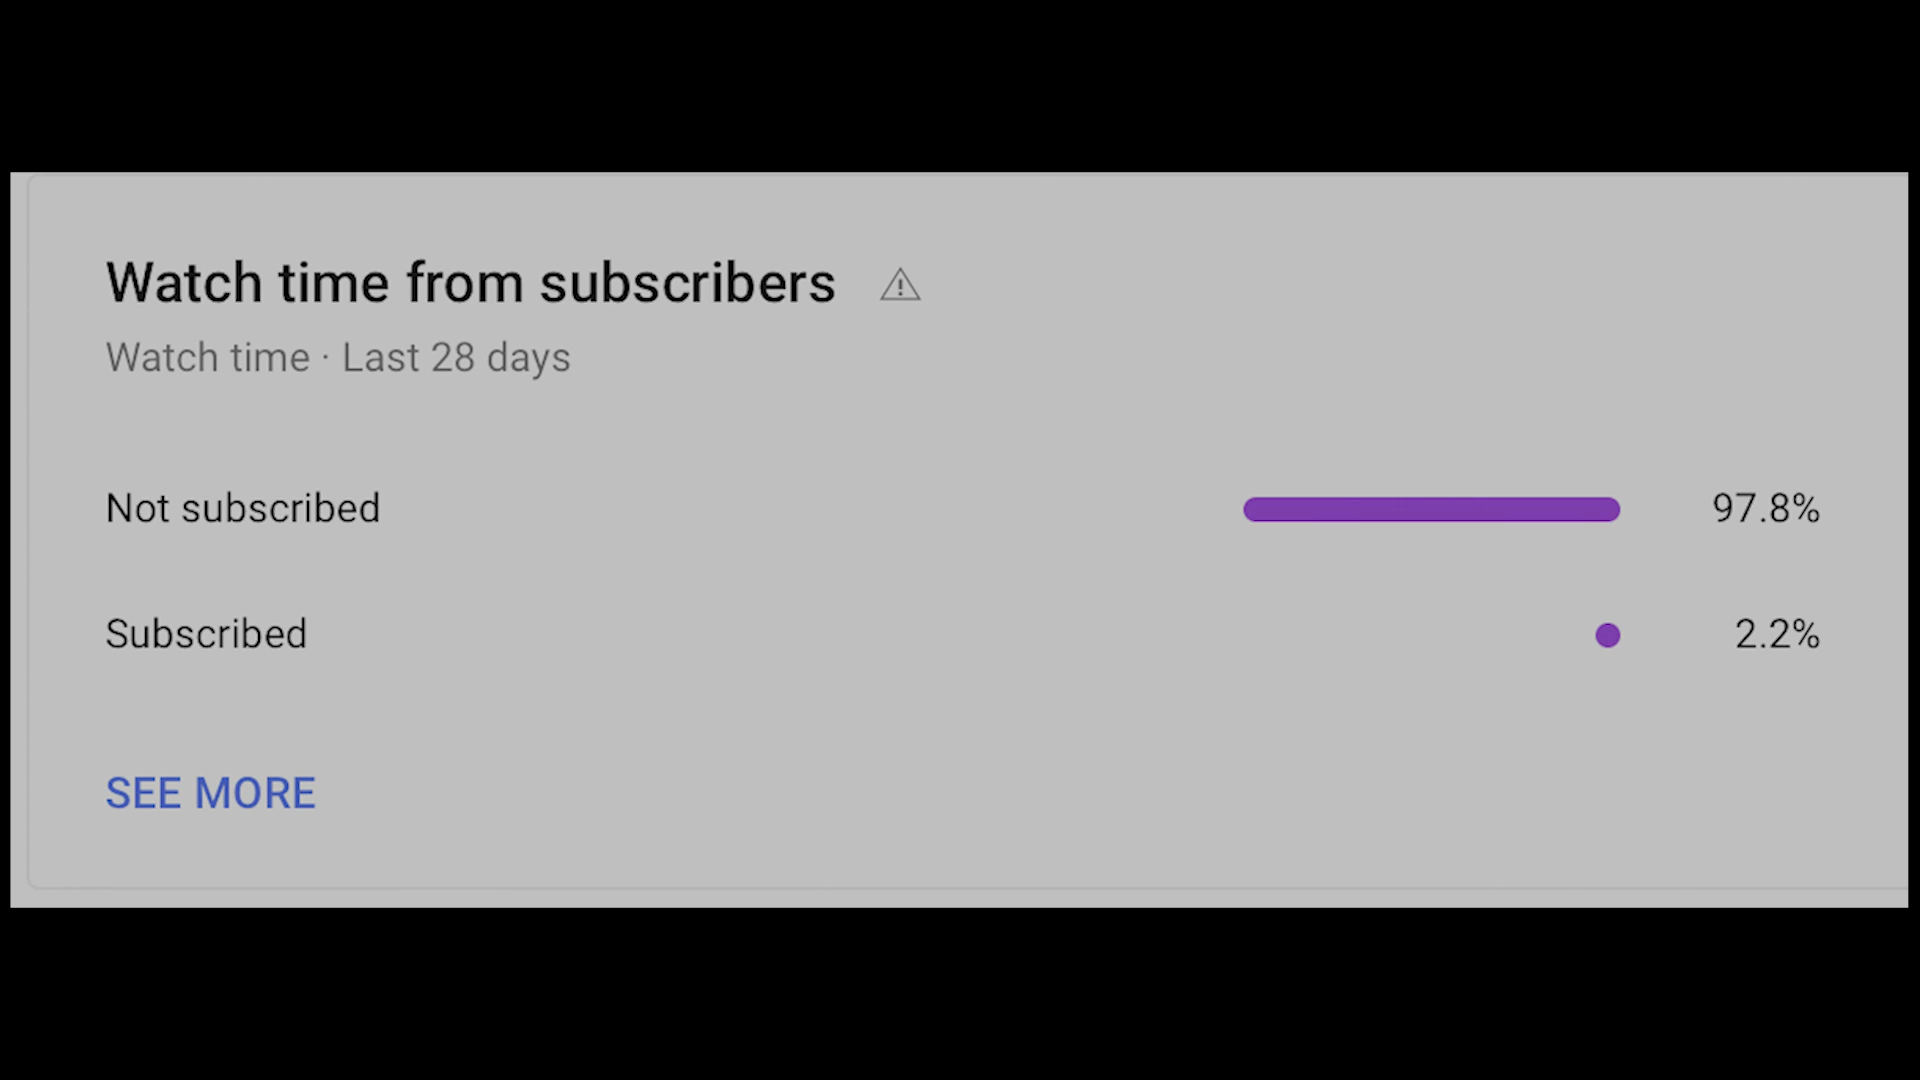 Watch time from subscribers
Watch time · Last 28 days
Not subscribed 97.8%
Subscribed 2.2%
SEE MORE